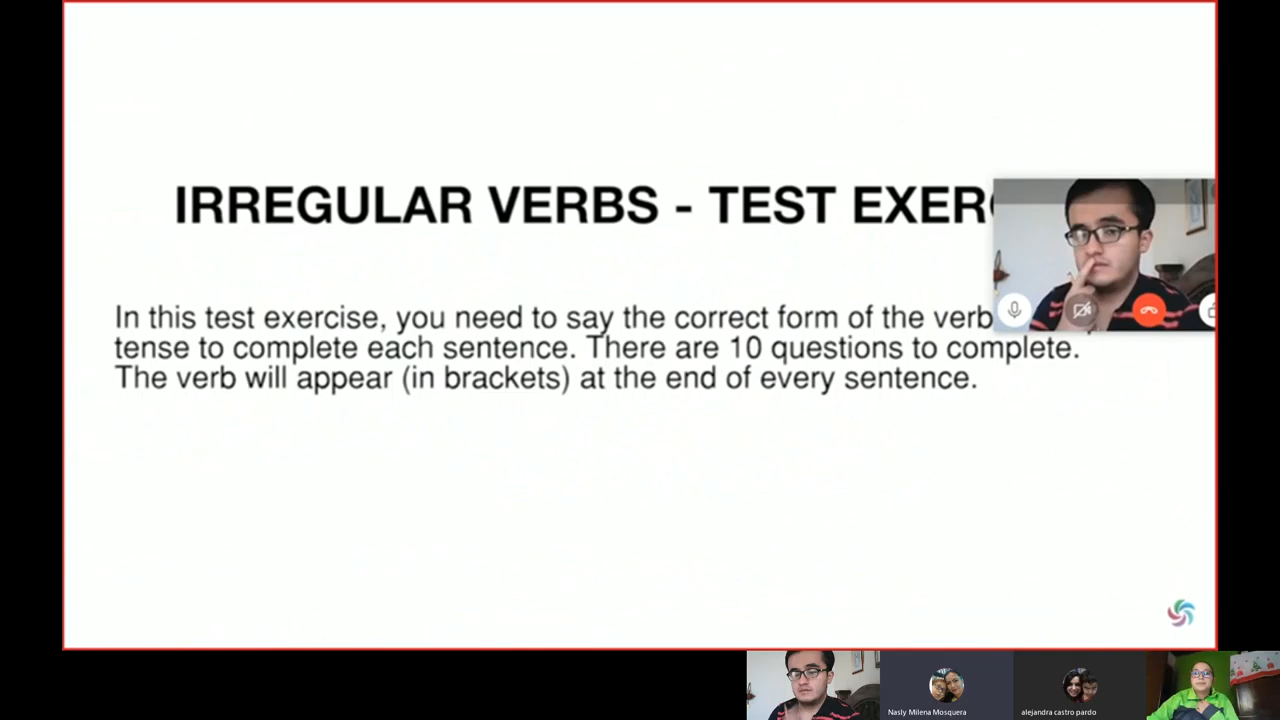 IRREGULAR VERBS - TEST
In this test exercise, you need to say the correct form of the verb
tense to complete each sentence. There are 10 questions to complete.
The verb will appear (in brackets) at the end of every sentence.
Nasly Milena Mosquera
alejandra castro pardo